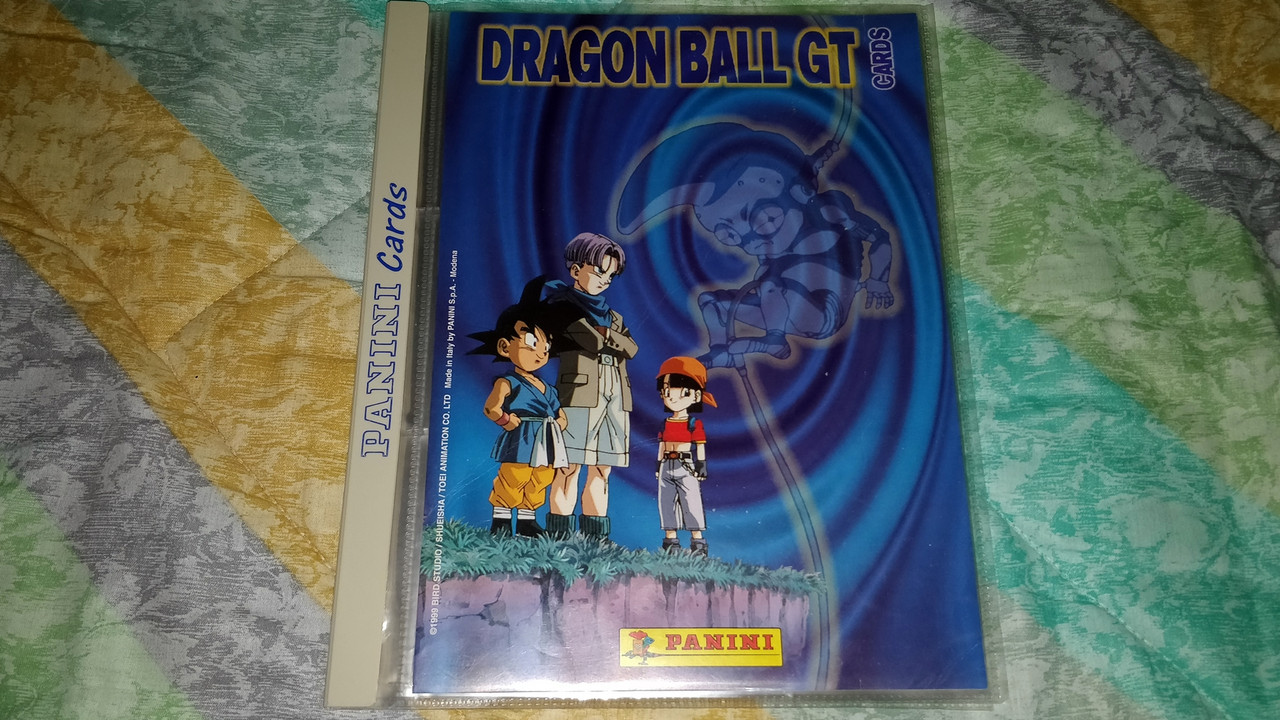 DRAGON BALL GT
CARDS
PANINI Cards
©1999 BIRD STUDIO / SHUEISHA / TOEI ANIMATION CO. LTD Made in Italy by PANINI S.p.A. - Modena
PANINI